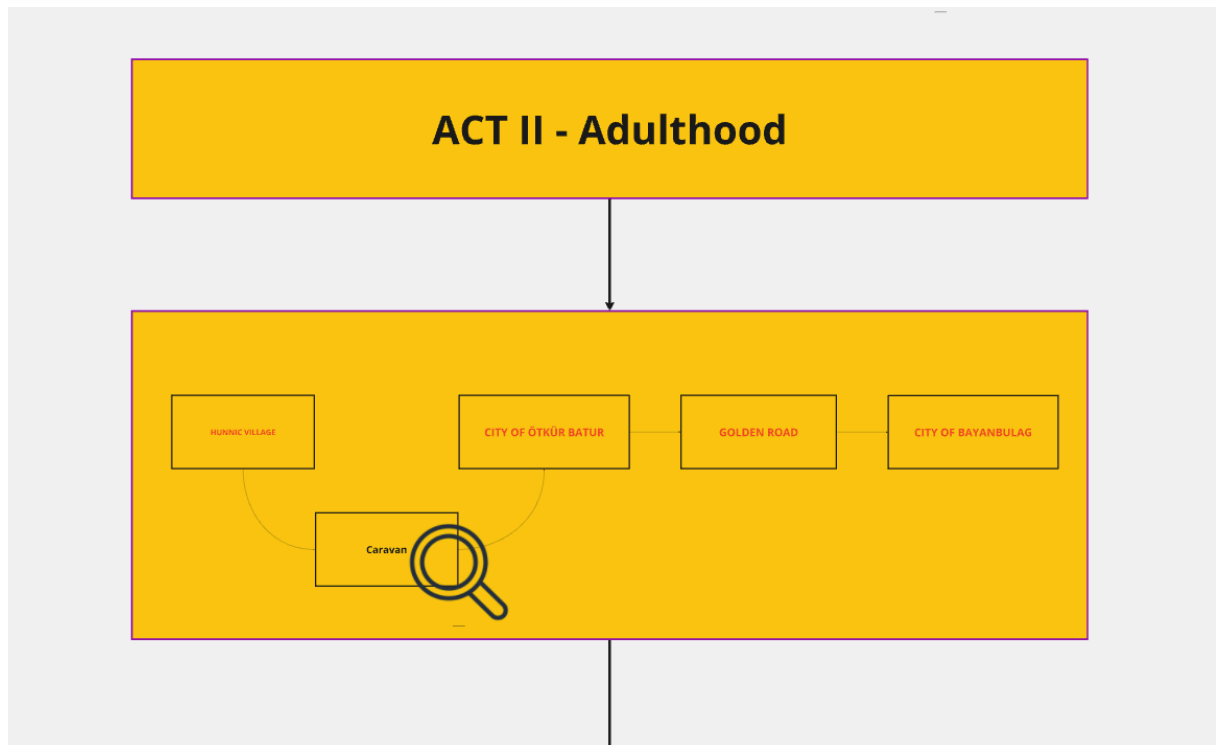 ACT II - Adulthood
HUNNIC VILLAGE
CITY OF ÖTKÜR BATUR
GOLDEN ROAD
CITY OF BAYANBULAG
Caravan